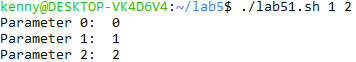 kenny@DESKTOP-VK4D6V4:~/lab5$ ./lab51.sh 1 2
Parameter 0:  0
Parameter 1:  1
Parameter 2:  2